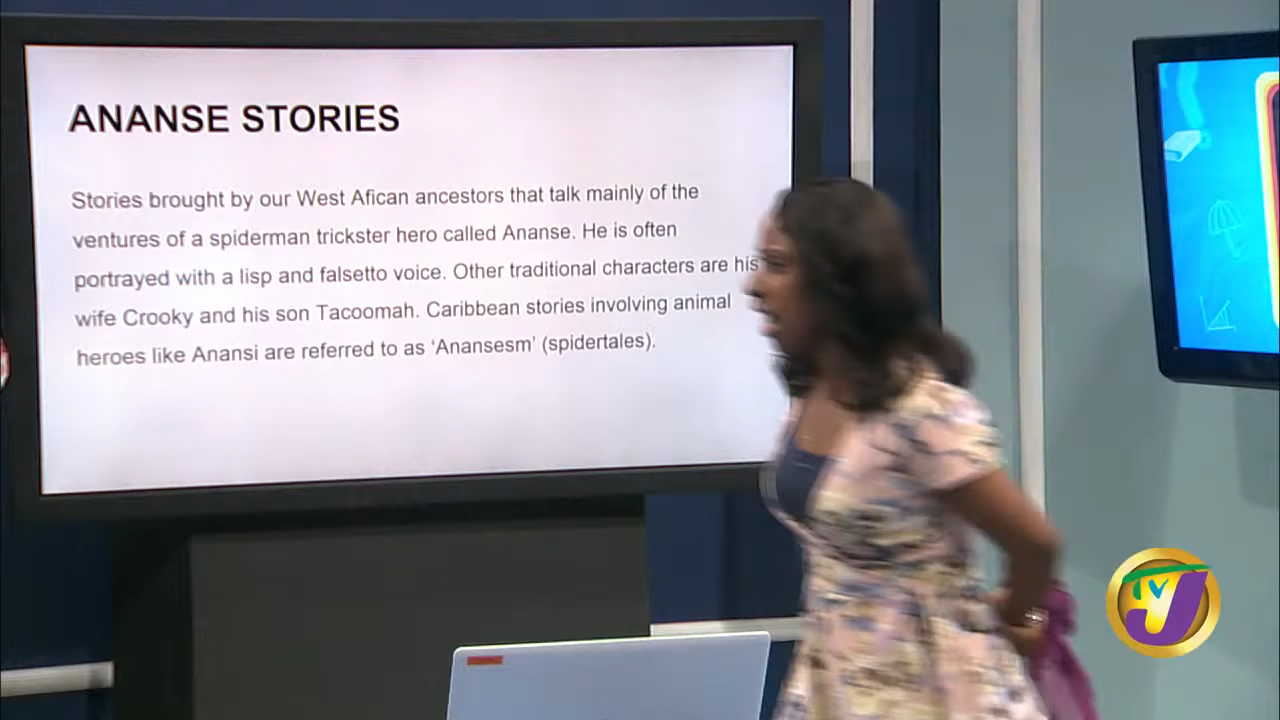 ANANSE STORIES
Stories brought by our West Afican ancestors that talk mainly of the
ventures of a spiderman trickster hero called Ananse. He is often
portrayed with a lisp and falsetto voice. Other traditional characters are his
wife Crooky and his son Tacoomah. Caribbean stories involving animal
heroes like Anansi are referred to as ‘Anansesm’ (spidertales).
TVJ